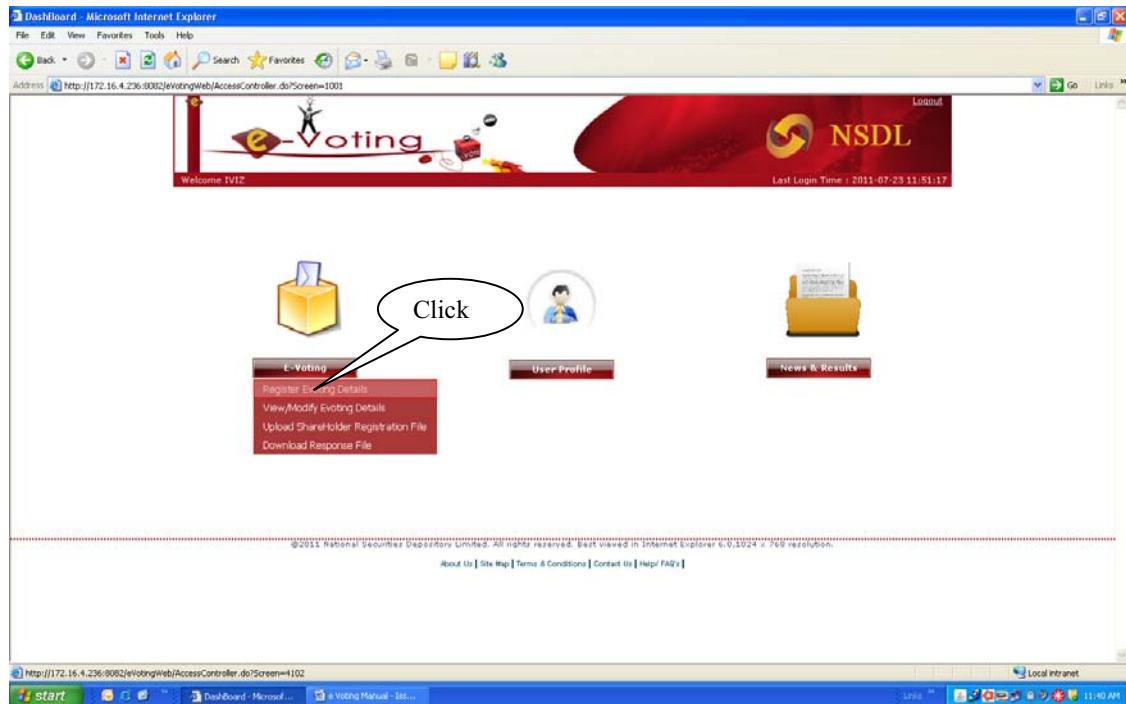 DashBoard - Microsoft Internet Explorer
File Edit View Favorites Tools Help
Back Search Favorites
Address http://172.16.4.236:8082/eVotingWeb/AccessController.do?Screen=1001 Go Links
Logout
e-Voting NSDL
VOTE
Welcome IVIZ Last Login Time : 2011-07-23 11:51:17
Click
E-Voting User Profile News & Results
Register Evoting Details
View/Modify Evoting Details
Upload ShareHolder Registration File
Download Response File
@2011 National Securities Depository Limited. All rights reserved. Best viewed in Internet Explorer 6.0,1024 x 768 resolution.
About Us | Site Map | Terms & Conditions | Contact Us | Help/ FAQ's |
http://172.16.4.236:8082/eVotingWeb/AccessController.do?Screen=4102 Local intranet
start DashBoard - Microsof... e Voting Manual - Iss... Links 11:40 AM